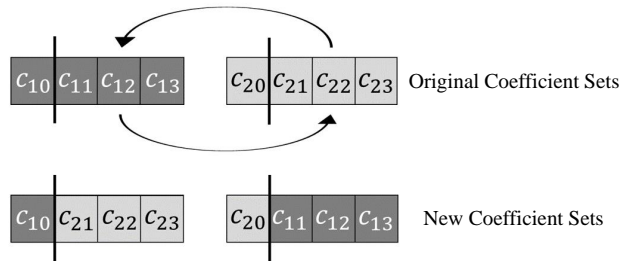 c₁₀ c₁₁ c₁₂ c₁₃ c₂₀ c₂₁ c₂₂ c₂₃ Original Coefficient Sets
c₁₀ c₂₁ c₂₂ c₂₃ c₂₀ c₁₁ c₁₂ c₁₃ New Coefficient Sets